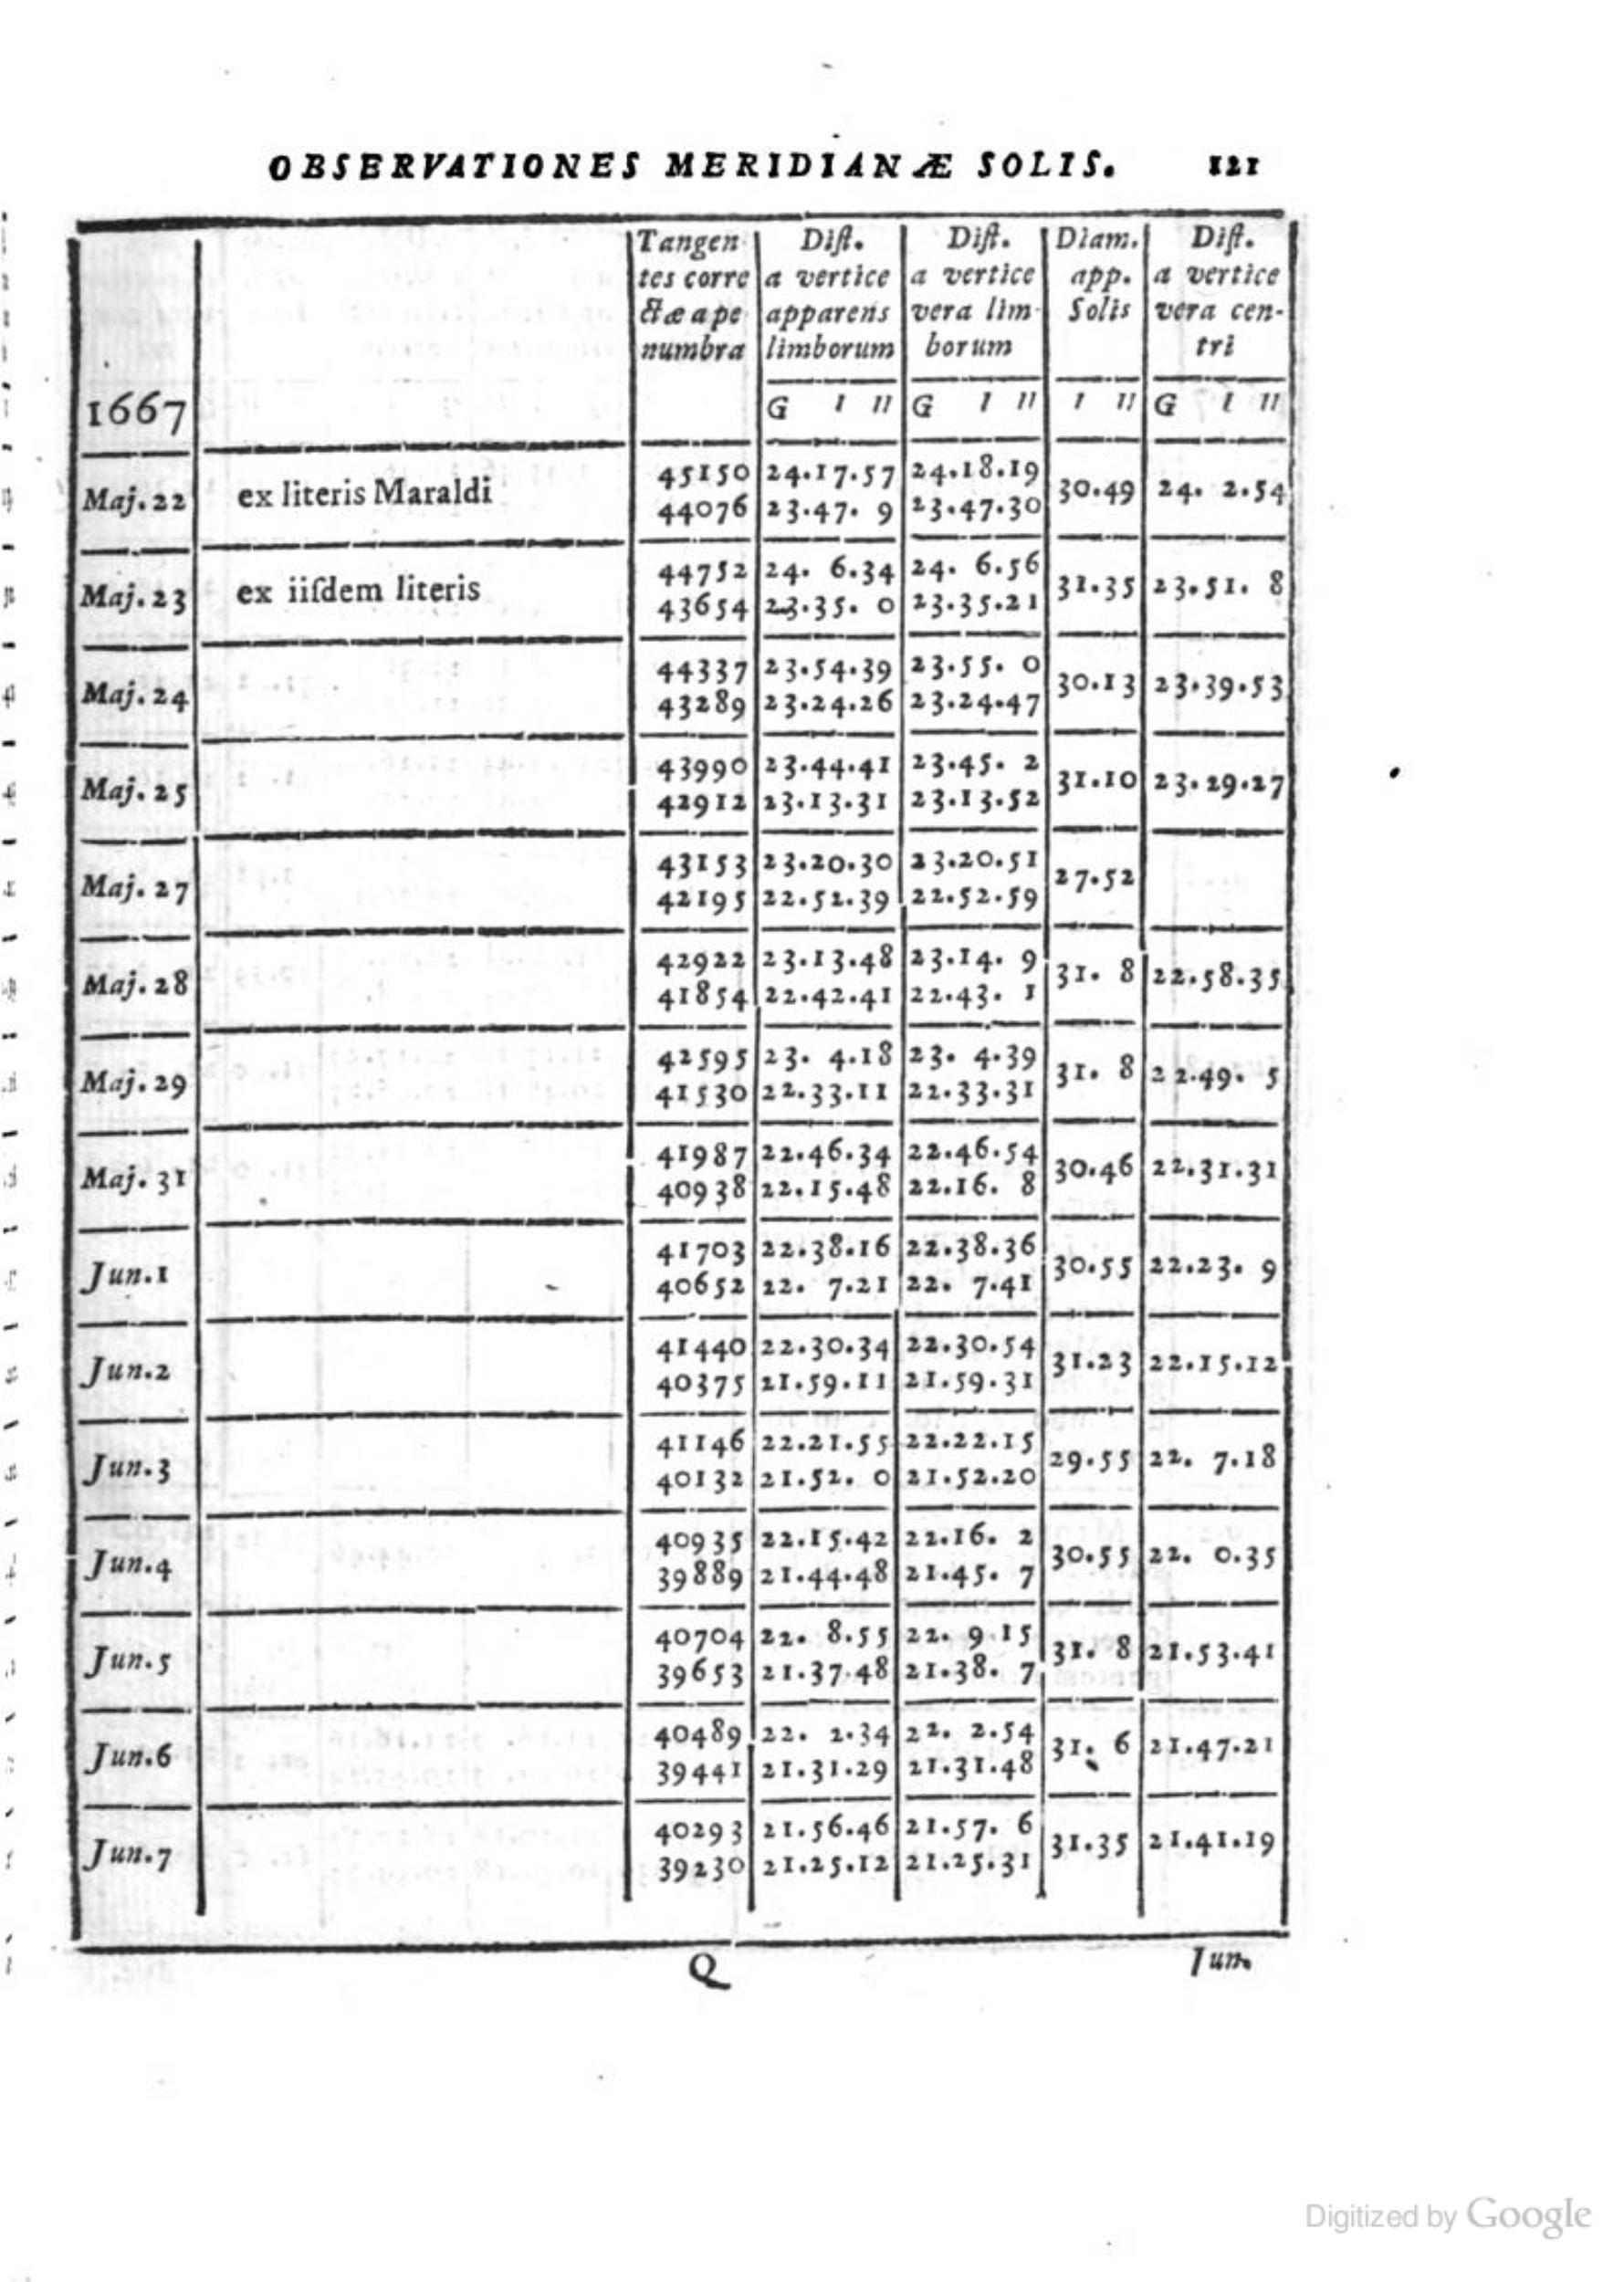 OBSERVATIONES MERIDIANÆ SOLIS. 121
Tangen Diſt. Diſt. Diam. Diſt.
tes corre a vertice a vertice app. a vertice
ctæ a pe apparens vera lim- Solis vera cen-
numbra limborum borum tri
1667 G I II G I II I II G I II
45150 24.17.57 24.18.19
Maj. 22 ex literis Maraldi 30.49 24. 2.54
44076 23.47. 9 23.47.30
44752 24. 6.34 24. 6.56
Maj. 23 ex iiſdem literis 31.35 23.51. 8
43654 23.35. 0 23.35.21
44337 23.54.39 23.55. 0
Maj. 24 30.13 23.39.53
43289 23.24.26 23.24.47
43990 23.44.41 23.45. 2
Maj. 25 31.10 23.29.27
42912 23.13.31 23.13.52
43153 23.20.30 23.20.51
Maj. 27 27.52
42195 22.52.39 22.52.59
42922 23.13.48 23.14. 9
Maj. 28 31. 8 22.58.35
41854 22.42.41 22.43. 1
42595 23. 4.18 23. 4.39
Maj. 29 31. 8 22.49. 5
41530 22.33.11 22.33.31
41987 22.46.34 22.46.54
Maj. 31 30.46 22.31.31
40938 22.15.48 22.16. 8
41703 22.38.16 22.38.36
Jun.1 30.55 22.23. 9
40652 22. 7.21 22. 7.41
41440 22.30.34 22.30.54
Jun.2 31.23 22.15.12
40375 21.59.11 21.59.31
41146 22.21.55 22.22.15
Jun.3 29.55 22. 7.18
40132 21.52. 0 21.52.20
40935 22.15.42 22.16. 2
Jun.4 30.55 22. 0.35
39889 21.44.48 21.45. 7
40704 22. 8.55 22. 9 15
Jun.5 31. 8 21.53.41
39653 21.37.48 21.38. 7
40489 22. 2.34 22. 2.54
Jun.6 31. 6 21.47.21
39441 21.31.29 21.31.48
40293 21.56.46 21.57. 6
Jun.7 31.35 21.41.19
39230 21.25.12 21.25.31
Q Jun.
Digitized by Google